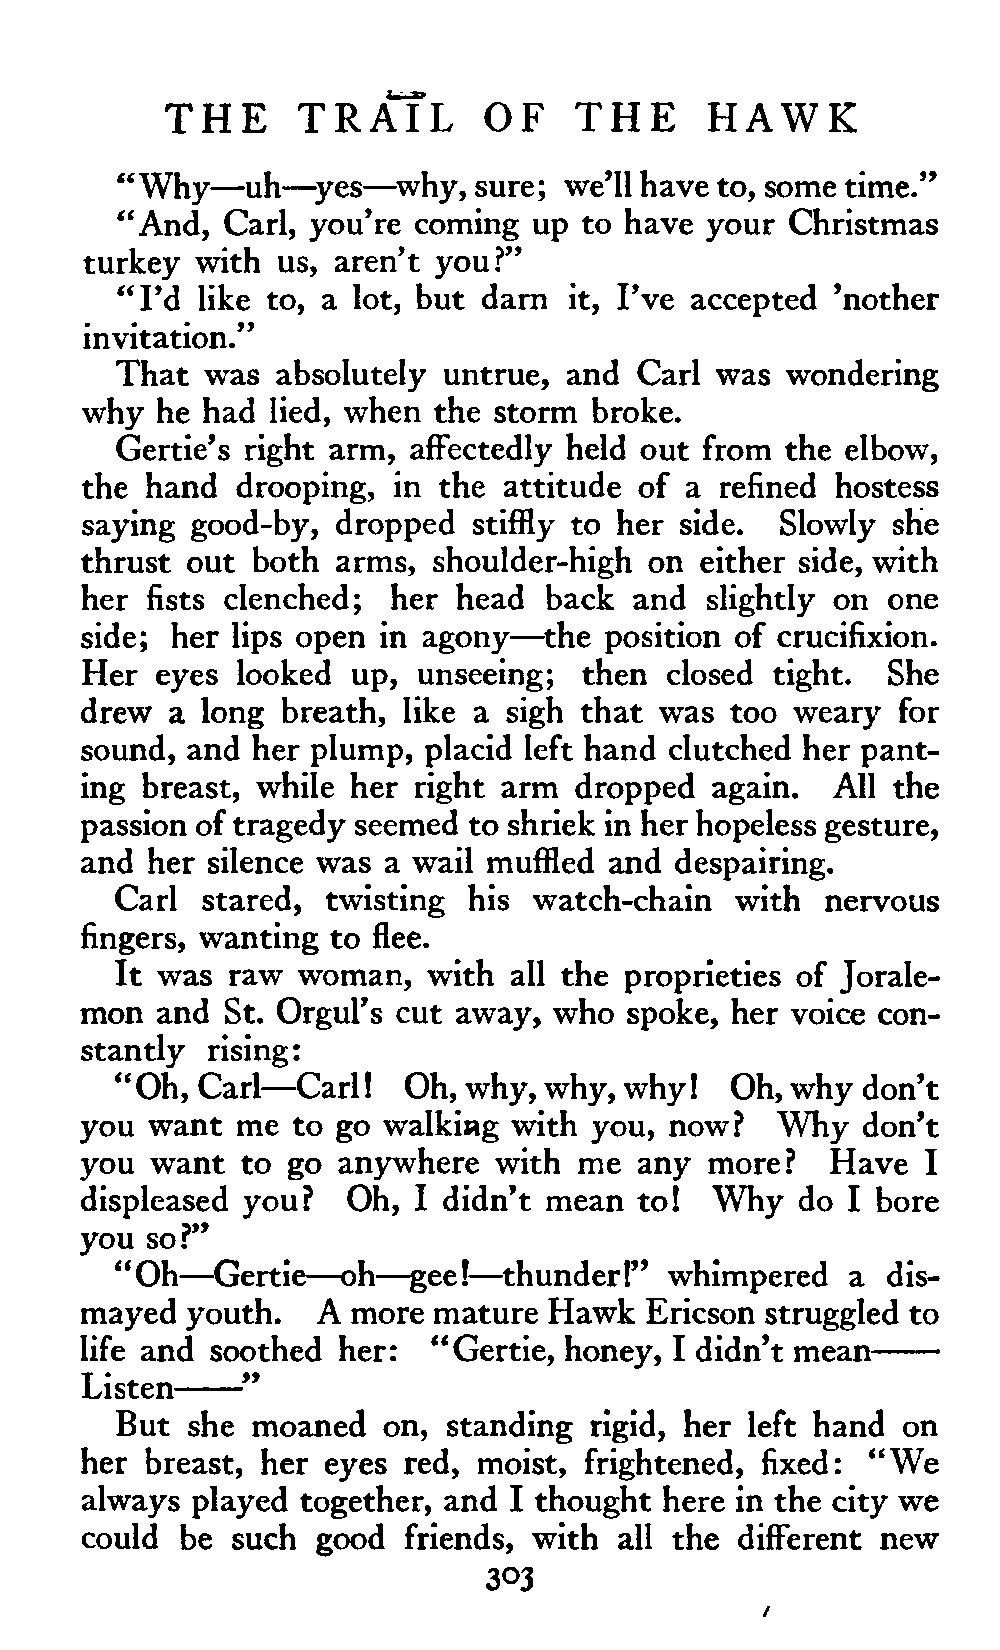 THE TRAIL OF THE HAWK
“Why—uh—yes—why, sure; we’ll have to, some time.”
“And, Carl, you’re coming up to have your Christmas
turkey with us, aren’t you?”
“I’d like to, a lot, but darn it, I’ve accepted ’nother
invitation.”
That was absolutely untrue, and Carl was wondering
why he had lied, when the storm broke.
Gertie’s right arm, affectedly held out from the elbow,
the hand drooping, in the attitude of a refined hostess
saying good-by, dropped stiffly to her side. Slowly she
thrust out both arms, shoulder-high on either side, with
her fists clenched; her head back and slightly on one
side; her lips open in agony—the position of crucifixion.
Her eyes looked up, unseeing; then closed tight. She
drew a long breath, like a sigh that was too weary for
sound, and her plump, placid left hand clutched her pant-
ing breast, while her right arm dropped again. All the
passion of tragedy seemed to shriek in her hopeless gesture,
and her silence was a wail muffled and despairing.
Carl stared, twisting his watch-chain with nervous
fingers, wanting to flee.
It was raw woman, with all the proprieties of Jorale-
mon and St. Orgul’s cut away, who spoke, her voice con-
stantly rising:
“Oh, Carl—Carl! Oh, why, why, why! Oh, why don’t
you want me to go walking with you, now? Why don’t
you want to go anywhere with me any more? Have I
displeased you? Oh, I didn’t mean to! Why do I bore
you so?”
“Oh—Gertie—oh—gee!—thunder!” whimpered a dis-
mayed youth. A more mature Hawk Ericson struggled to
life and soothed her: “Gertie, honey, I didn’t mean——
Listen——”
But she moaned on, standing rigid, her left hand on
her breast, her eyes red, moist, frightened, fixed: “We
always played together, and I thought here in the city we
could be such good friends, with all the different new
303